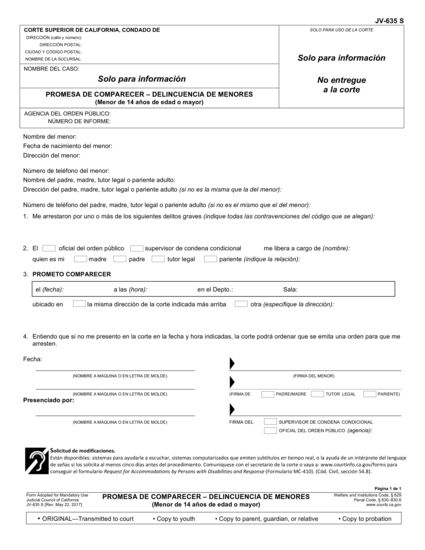 JV-635 S
CORTE SUPERIOR DE CALIFORNIA, CONDADO DE
DIRECCIÓN (calle y número):
DIRECCIÓN POSTAL:
CIUDAD Y CÓDIGO POSTAL:
NOMBRE DE LA SUCURSAL:
SOLO PARA USO DE LA CORTE
Solo para información
No entregue
a la corte
NOMBRE DEL CASO:
Solo para información
PROMESA DE COMPARECER – DELINCUENCIA DE MENORES
(Menor de 14 años de edad o mayor)
AGENCIA DEL ORDEN PÚBLICO:
NÚMERO DE INFORME:
Nombre del menor:
Fecha de nacimiento del menor:
Dirección del menor:
Número de teléfono del menor:
Nombre del padre, madre, tutor legal o pariente adulto:
Dirección del padre, madre, tutor legal o pariente adulto (si no es la misma que la del menor):
Número de teléfono del padre, madre, tutor legal o pariente adulto (si no es el mismo que el del menor):
1. Me arrestaron por uno o más de los siguientes delitos graves (indique todas las contravenciones del código que se alegan):
2. El oficial del orden público supervisor de condena condicional me libera a cargo de (nombre):
quien es mi madre padre tutor legal pariente (indique la relación):
3. PROMETO COMPARECER
el (fecha): a las (hora): en el Depto.: Sala:
ubicado en la misma dirección de la corte indicada más arriba otra (especifique la dirección):
4. Entiendo que si no me presento en la corte en la fecha y hora indicadas, la corte podrá ordenar que se emita una orden para que me
arresten.
Fecha:
(NOMBRE A MÁQUINA O EN LETRA DE MOLDE) (FIRMA DEL MENOR)
(NOMBRE A MÁQUINA O EN LETRA DE MOLDE) (FIRMA DE PADRE/MADRE TUTOR LEGAL PARIENTE)
Presenciado por:
(NOMBRE A MÁQUINA O EN LETRA DE MOLDE) FIRMA DEL SUPERVISOR DE CONDENA CONDICIONAL
OFICIAL DEL ORDEN PÚBLICO (agencia):
Solicitud de modificaciones.
Están disponibles; sistemas para ayudarle a escuchar, sistemas computarizados que emiten subtítulos en tiempo real, o la ayuda de un intérprete de lenguaje
de señas si los solicita al menos cinco días antes del procedimiento. Comuníquese con el secretario de la corte o vaya a: www.courtinfo.ca.gov/forms para
conseguir el formulario Request for Accommodations by Persons with Disabilities and Response (Formulario MC-410). (Cód. Civil, sección 54.8).
Página 1 de 1
Form Adopted for Mandatory Use
Judicial Council of California
JV-635 S [Rev. May 22, 2017]
PROMESA DE COMPARECER – DELINCUENCIA DE MENORES
(Menor de 14 años de edad o mayor)
Welfare and Institutions Code, § 629
Penal Code, § 830–830.6
www.courts.ca.gov
• ORIGINAL—Transmitted to court • Copy to youth • Copy to parent, guardian, or relative • Copy to probation